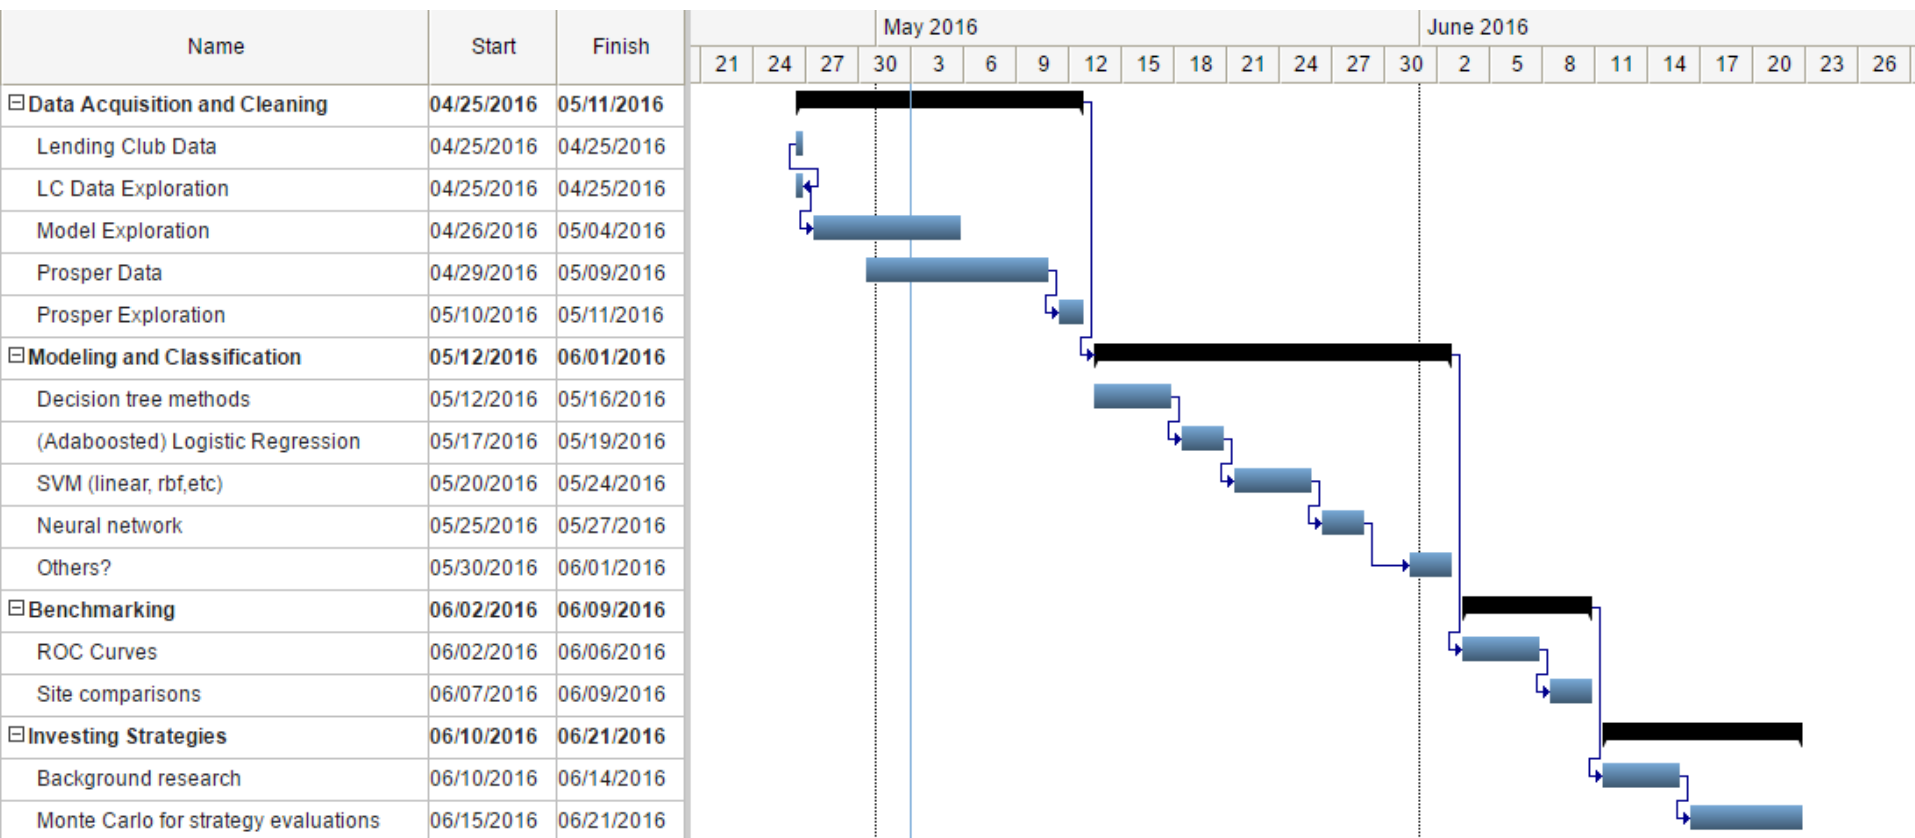 Name Start Finish May 2016 June 2016
21 24 27 30 3 6 9 12 15 18 21 24 27 30 2 5 8 11 14 17 20 23 26
Data Acquisition and Cleaning 04/25/2016 05/11/2016
Lending Club Data 04/25/2016 04/25/2016
LC Data Exploration 04/25/2016 04/25/2016
Model Exploration 04/26/2016 05/04/2016
Prosper Data 04/29/2016 05/09/2016
Prosper Exploration 05/10/2016 05/11/2016
Modeling and Classification 05/12/2016 06/01/2016
Decision tree methods 05/12/2016 05/16/2016
(Adaboosted) Logistic Regression 05/17/2016 05/19/2016
SVM (linear, rbf,etc) 05/20/2016 05/24/2016
Neural network 05/25/2016 05/27/2016
Others? 05/30/2016 06/01/2016
Benchmarking 06/02/2016 06/09/2016
ROC Curves 06/02/2016 06/06/2016
Site comparisons 06/07/2016 06/09/2016
Investing Strategies 06/10/2016 06/21/2016
Background research 06/10/2016 06/14/2016
Monte Carlo for strategy evaluations 06/15/2016 06/21/2016